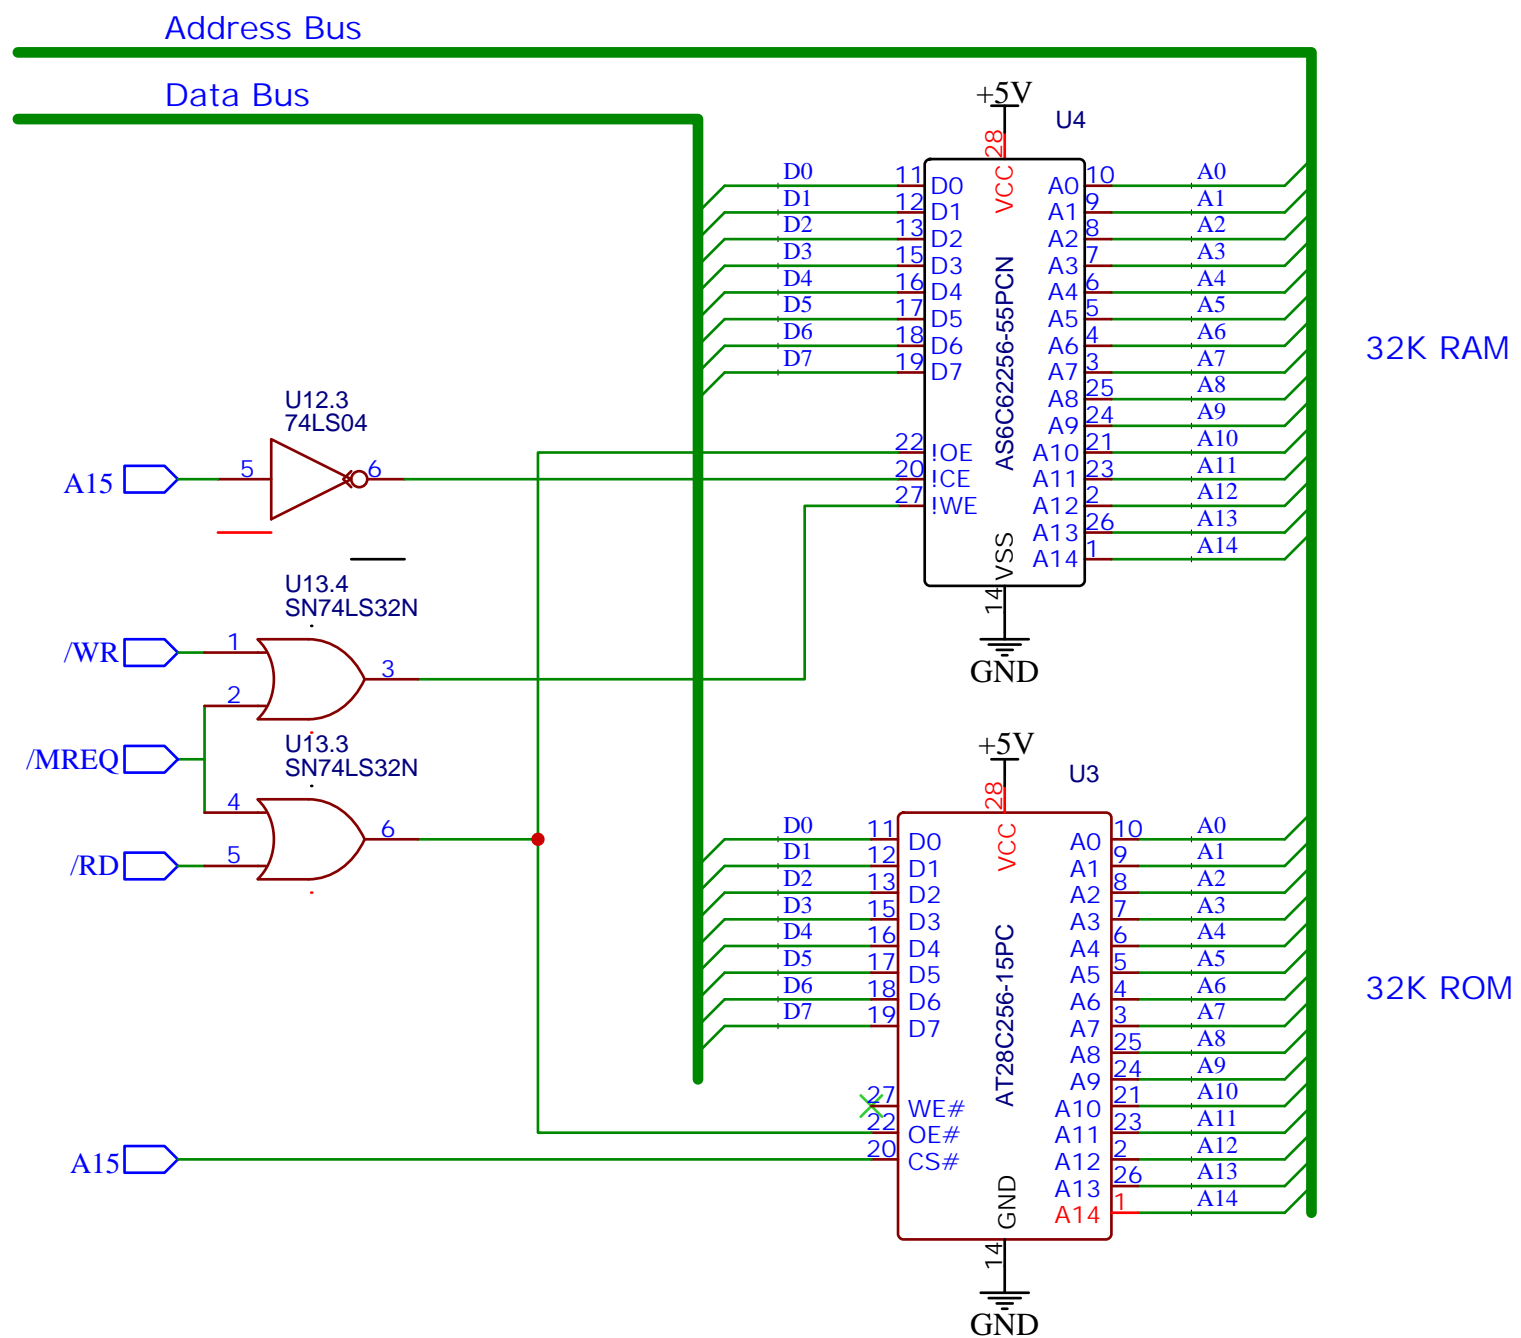 Address Bus
Data Bus
+5V
U4
28
VCC
D0 11 D0 A0 10 A0
D1 12 D1 A1 9 A1
D2 13 D2 A2 8 A2
D3 15 D3 A3 7 A3
D4 16 D4 A4 6 A4
D5 17 D5 A5 5 A5
D6 18 D6 A6 4 A6
D7 19 D7 A7 3 A7
A8 25 A8
A9 24 A9
22 !OE A10 21 A10
20 !CE A11 23 A11
27 !WE A12 2 A12
A13 26 A13
A14 1 A14
AS6C62256-55PCN
VSS
14
GND
32K RAM
U12.3
74LS04
A15 5 6
U13.4
SN74LS32N
/WR 1 3
2
/MREQ
U13.3
SN74LS32N
4 6
/RD 5
+5V
U3
28
VCC
D0 11 D0 A0 10 A0
D1 12 D1 A1 9 A1
D2 13 D2 A2 8 A2
D3 15 D3 A3 7 A3
D4 16 D4 A4 6 A4
D5 17 D5 A5 5 A5
D6 18 D6 A6 4 A6
D7 19 D7 A7 3 A7
A8 25 A8
A9 24 A9
27 WE# A10 21 A10
22 OE# A11 23 A11
A15 20 CS# A12 2 A12
A13 26 A13
A14 1 A14
AT28C256-15PC
GND
14
GND
32K ROM